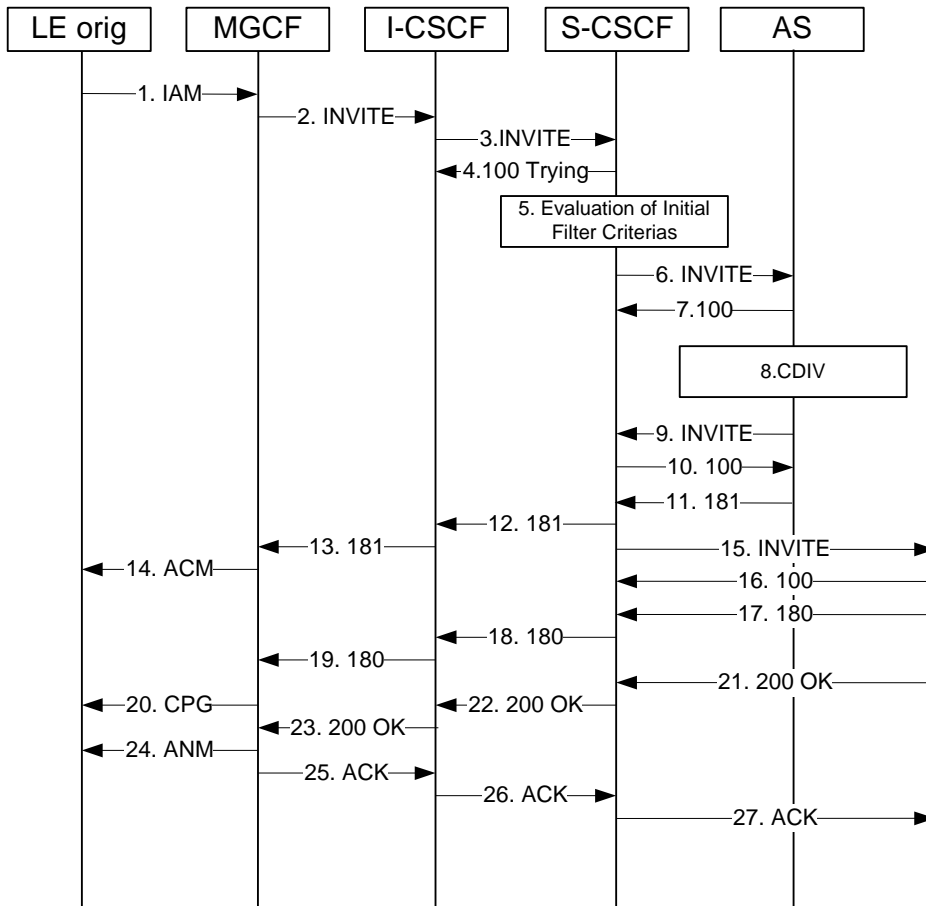 LE orig
MGCF
I-CSCF
S-CSCF
AS
1. IAM
2. INVITE
3.INVITE
4.100 Trying
5. Evaluation of Initial
Filter Criterias
6. INVITE
7.100
8.CDIV
9. INVITE
10. 100
11. 181
12. 181
13. 181
15. INVITE
14. ACM
16. 100
17. 180
18. 180
19. 180
21. 200 OK
20. CPG
22. 200 OK
23. 200 OK
24. ANM
25. ACK
26. ACK
27. ACK